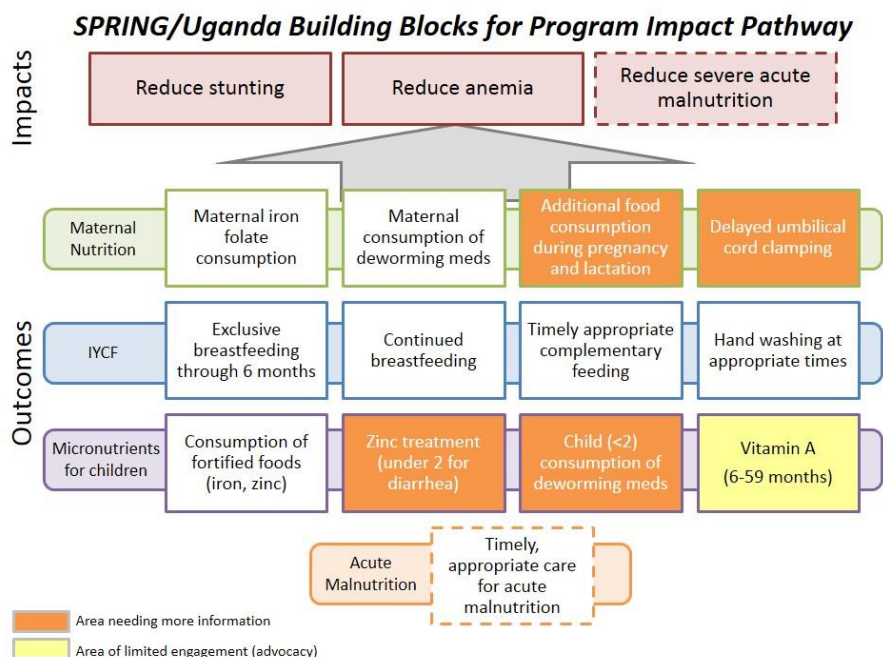 SPRING/Uganda Building Blocks for Program Impact Pathway
Impacts
Reduce stunting
Reduce anemia
Reduce severe acute
malnutrition
Outcomes
Maternal
Nutrition
Maternal iron
folate
consumption
Maternal
consumption of
deworming meds
Additional food
consumption
during pregnancy
and lactation
Delayed umbilical
cord clamping
IYCF
Exclusive
breastfeeding
through 6 months
Continued
breastfeeding
Timely appropriate
complementary
feeding
Hand washing at
appropriate times
Micronutrients
for children
Consumption of
fortified foods
(iron, zinc)
Zinc treatment
(under 2 for
diarrhea)
Child (<2)
consumption of
deworming meds
Vitamin A
(6-59 months)
Acute
Malnutrition
Timely,
appropriate care
for acute
malnutrition
Area needing more information
Area of limited engagement (advocacy)